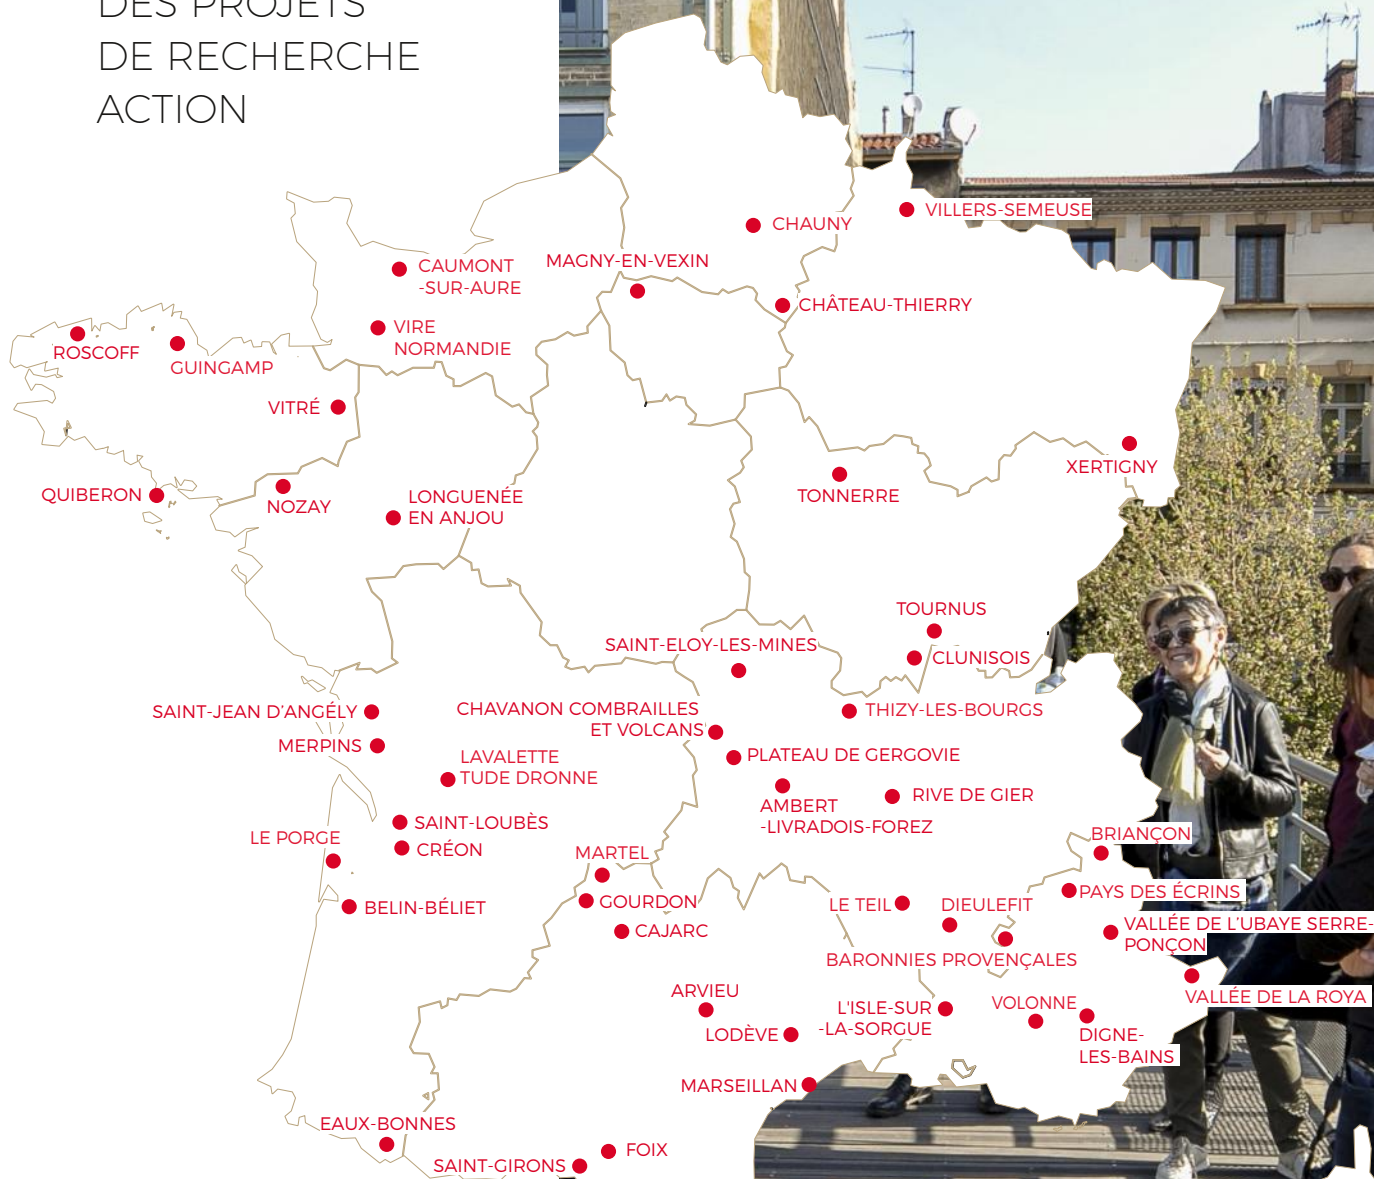 DES PROJETS
DE RECHERCHE
ACTION
VILLERS-SEMEUSE
CHAUNY
MAGNY-EN-VEXIN
CAUMONT
-SUR-AURE
CHÂTEAU-THIERRY
VIRE
NORMANDIE
ROSCOFF
GUINGAMP
VITRÉ
XERTIGNY
QUIBERON
NOZAY
LONGUENÉE
EN ANJOU
TONNERRE
TOURNUS
SAINT-ELOY-LES-MINES
CLUNISOIS
SAINT-JEAN D'ANGÉLY
CHAVANON COMBRAILLES
ET VOLCANS
THIZY-LES-BOURGS
MERPINS
LAVALETTE
TUDE DRONNE
PLATEAU DE GERGOVIE
AMBERT
-LIVRADOIS-FOREZ
RIVE DE GIER
SAINT-LOUBÈS
LE PORGE
CRÉON
MARTEL
BRIANÇON
GOURDON
BELIN-BÉLIET
LE TEIL
DIEULEFIT
PAYS DES ÉCRINS
CAJARC
VALLÉE DE L'UBAYE SERRE-
PONÇON
BARONNIES PROVENÇALES
ARVIEU
VALLÉE DE LA ROYA
L'ISLE-SUR
-LA-SORGUE
VOLONNE
LODÈVE
DIGNE-
LES-BAINS
MARSEILLAN
EAUX-BONNES
FOIX
SAINT-GIRONS